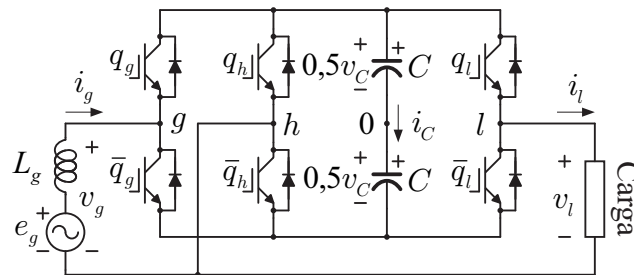 q_g
q_h
0,5v_C
+
−
+
C
q_l
i_g
g
h
0
i_C
l
i_l
L_g
+
v_g
q̄_g
q̄_h
0,5v_C
+
−
+
C
q̄_l
+
v_l
−
Carga
e_g
+
−
−